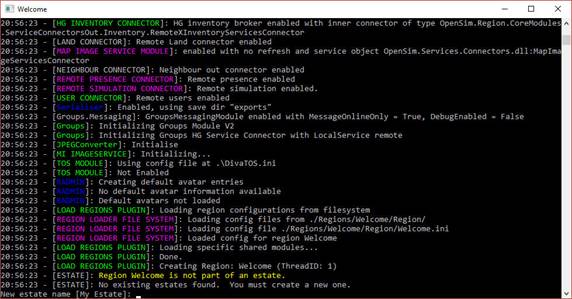 Welcome
20:56:23 - [HG INVENTORY CONNECTOR]: HG inventory broker enabled with inner connector of type OpenSim.Region.CoreModules
.ServiceConnectorsOut.Inventory.RemoteXInventoryServicesConnector
20:56:23 - [LAND CONNECTOR]: Remote Land connector enabled
20:56:23 - [MAP IMAGE SERVICE MODULE]: enabled with no refresh and service object OpenSim.Services.Connectors.dll:MapIma
geServicesConnector
20:56:23 - [NEIGHBOUR CONNECTOR]: Neighbour out connector enabled
20:56:23 - [REMOTE PRESENCE CONNECTOR]: Remote presence enabled
20:56:23 - [REMOTE SIMULATION CONNECTOR]: Remote simulation enabled.
20:56:23 - [USER CONNECTOR]: Remote users enabled
20:56:23 - [Serialiser]: Enabled, using save dir "exports"
20:56:23 - [Groups.Messaging]: GroupsMessagingModule enabled with MessageOnlineOnly = True, DebugEnabled = False
20:56:23 - [Groups]: Initializing Groups Module V2
20:56:23 - [Groups]: Initializing Groups HG Service Connector with LocalService remote
20:56:23 - [JPEGConverter]: Initialise
20:56:23 - [MI IMAGESERVICE]: Initializing...
20:56:23 - [TOS MODULE]: Using config file at .\DivaTOS.ini
20:56:23 - [TOS MODULE]: Not Enabled
20:56:23 - [RADMIN]: Creating default avatar entries
20:56:23 - [RADMIN]: No default avatar information available
20:56:23 - [RADMIN]: Default avatars not loaded
20:56:23 - [LOAD REGIONS PLUGIN]: Loading region configurations from filesystem
20:56:23 - [REGION LOADER FILE SYSTEM]: Loading config files from ./Regions/Welcome/Region/
20:56:23 - [REGION LOADER FILE SYSTEM]: Loading config file ./Regions/Welcome/Region/Welcome.ini
20:56:23 - [REGION LOADER FILE SYSTEM]: Loaded config for region Welcome
20:56:23 - [LOAD REGIONS PLUGIN]: Loading specific shared modules...
20:56:23 - [LOAD REGIONS PLUGIN]: Done.
20:56:23 - [LOAD REGIONS PLUGIN]: Creating Region: Welcome (ThreadID: 1)
20:56:23 - [ESTATE]: Region Welcome is not part of an estate.
20:56:23 - [ESTATE]: No existing estates found.  You must create a new one.
New estate name [My Estate]: